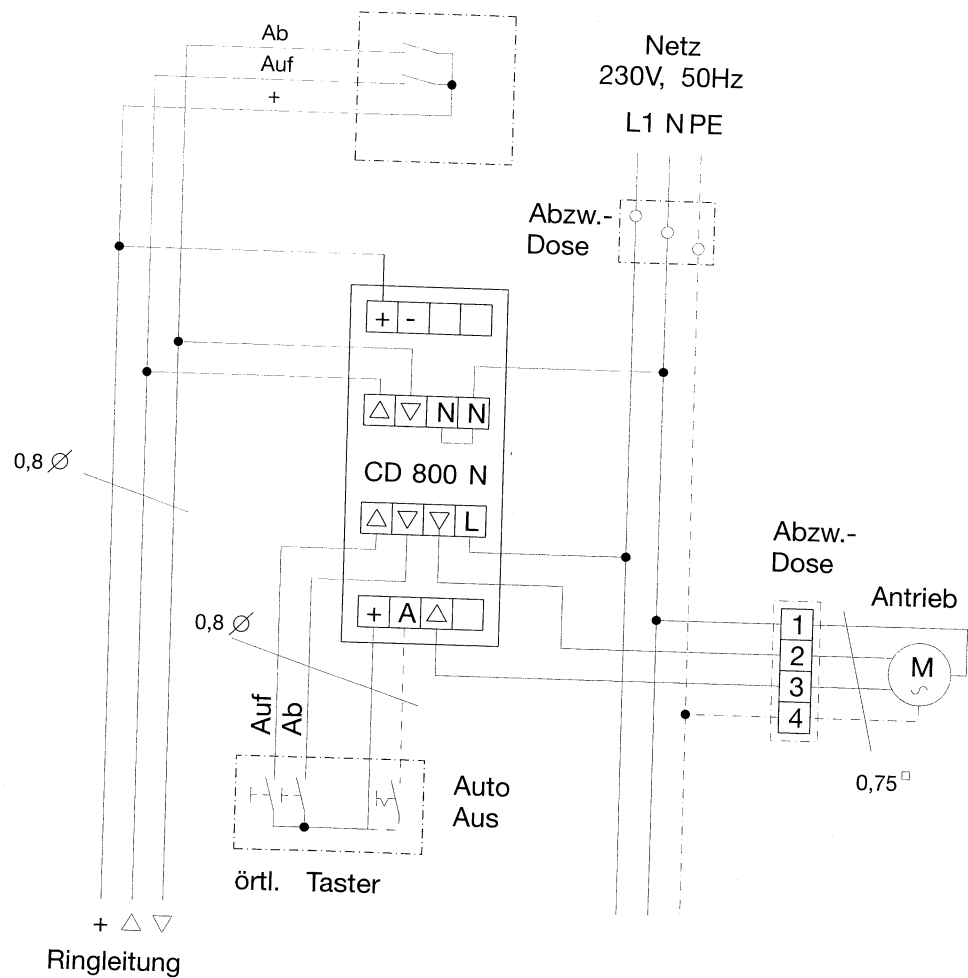 Ab
Auf
+
Netz
230V, 50Hz
L1 N PE
Abzw.-
Dose
+ -
△ ▽ N N
CD 800 N
△ ▽ ▽ L
+ A △
0,8 ∅
0,8 ∅
Abzw.-
Dose
Antrieb
1
2
3
4
M
0,75 □
Auf
Ab
Auto
Aus
örtl. Taster
+ △ ▽
Ringleitung